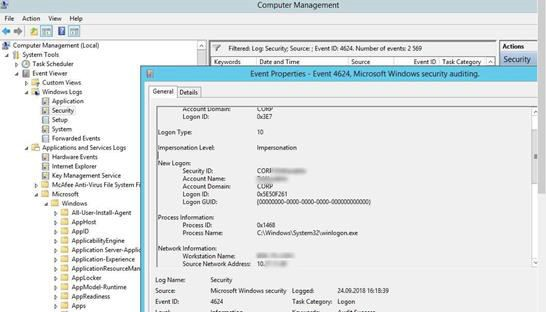 Computer Management
File Action View Help
Computer Management (Local)
System Tools
Task Scheduler
Event Viewer
Custom Views
Windows Logs
Application
Security
Setup
System
Forwarded Events
Applications and Services Logs
Hardware Events
Internet Explorer
Key Management Service
McAfee Anti-Virus File System F
Microsoft
Windows
All-User-Install-Agent
AppHost
AppID
ApplicabilityEngine
Application Server-Applic
Application-Experience
ApplicationResourceMan
AppLocker
AppModel-Runtime
AppReadiness
Apps
Filtered: Log: Security; Source: ; Event ID: 4624. Number of events: 2 569
Keywords Date and Time Source Event ID Task Category
Actions
Security
Event Properties - Event 4624, Microsoft Windows security auditing.
General Details
Account Domain: CORP
Logon ID: 0x3E7
Logon Type: 10
Impersonation Level: Impersonation
New Logon:
Security ID: CORP
Account Name:
Account Domain: CORP
Logon ID: 0x5E50F261
Logon GUID: {00000000-0000-0000-0000-000000000000}
Process Information:
Process ID: 0x1468
Process Name: C:\Windows\System32\winlogon.exe
Network Information:
Workstation Name:
Source Network Address: 10.
Log Name: Security
Source: Microsoft Windows security Logged: 24.09.2018 16:18:39
Event ID: 4624 Task Category: Logon
Level: Information Keywords: Audit Success